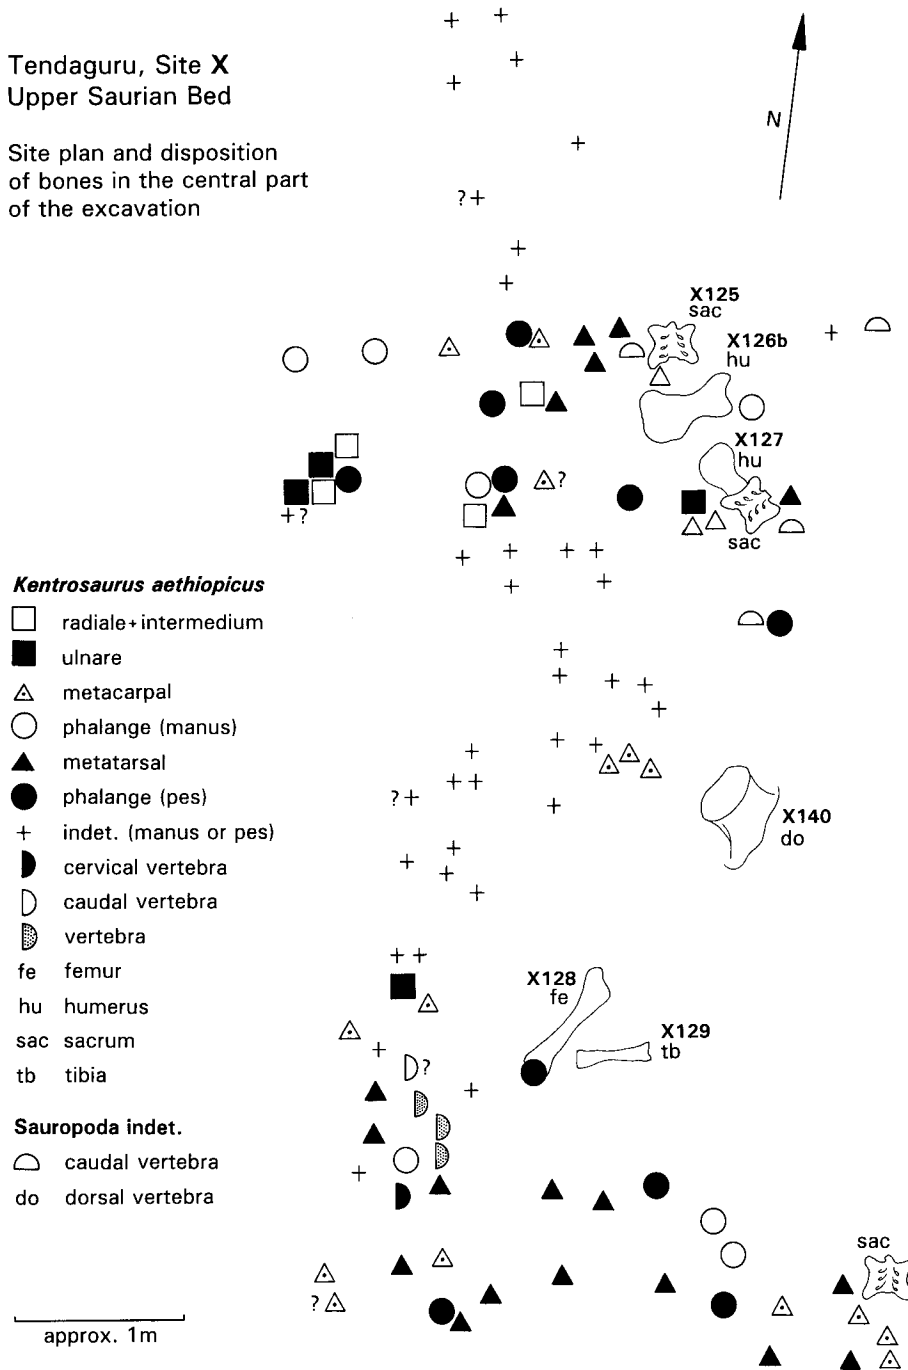 Tendaguru, Site X
Upper Saurian Bed
Site plan and disposition
of bones in the central part
of the excavation
N
?
X125
sac
X126b
hu
X127
hu
?
?
sac
Kentrosaurus aethiopicus
radiale+intermedium
ulnare
metacarpal
phalange (manus)
metatarsal
phalange (pes)
indet. (manus or pes)
cervical vertebra
caudal vertebra
vertebra
fe femur
hu humerus
sac sacrum
tb tibia
Sauropoda indet.
caudal vertebra
do dorsal vertebra
?
X140
do
X128
fe
X129
tb
?
sac
?
approx. 1m